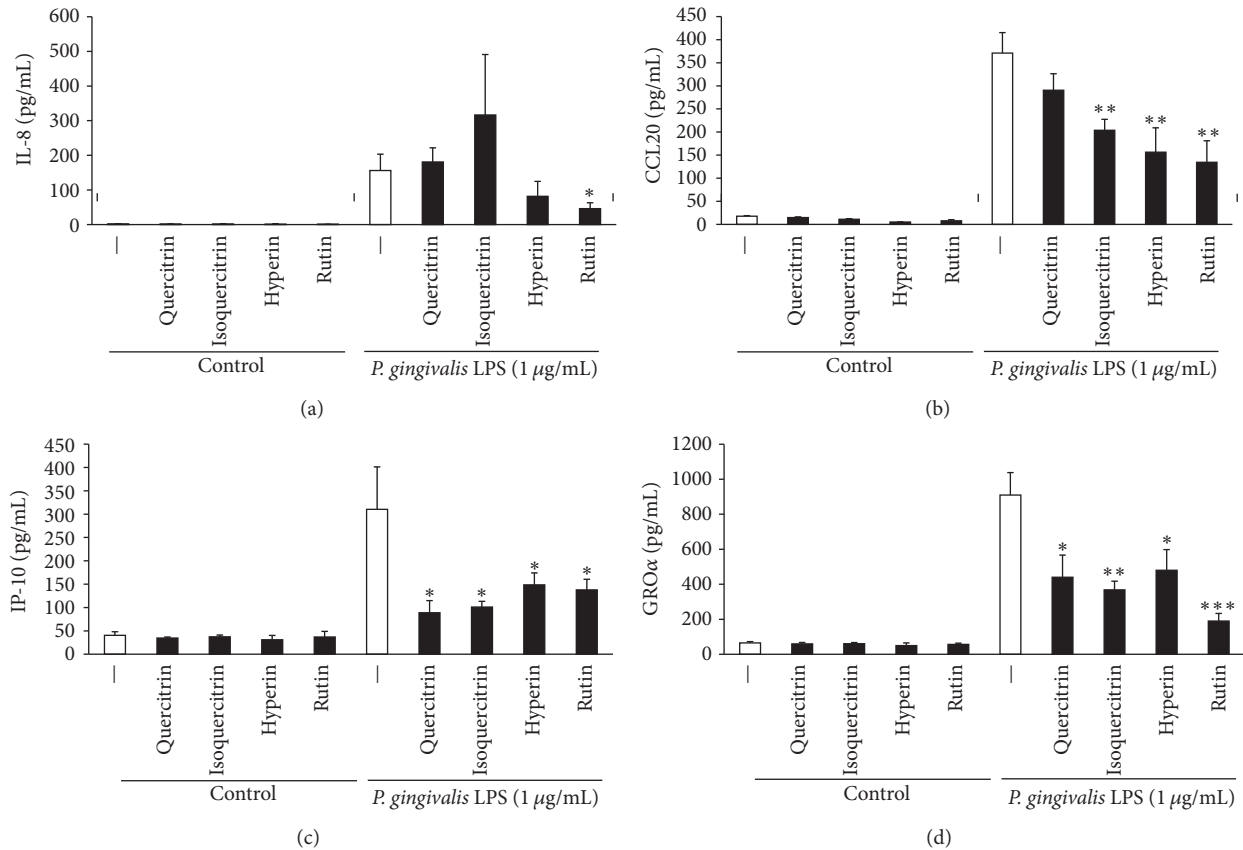 600
500
400
300
200
100
0
IL-8 (pg/mL)
—
Quercitrin
Isoquercitrin
Hyperin
Rutin
—
Quercitrin
Isoquercitrin
Hyperin
Rutin
*
Control
P. gingivalis LPS (1 μg/mL)
(a)
450
400
350
300
250
200
150
100
50
0
CCL20 (pg/mL)
**
**
**
—
Quercitrin
Isoquercitrin
Hyperin
Rutin
—
Quercitrin
Isoquercitrin
Hyperin
Rutin
Control
P. gingivalis LPS (1 μg/mL)
(b)
450
400
350
300
250
200
150
100
50
0
IP-10 (pg/mL)
*
*
*
*
—
Quercitrin
Isoquercitrin
Hyperin
Rutin
—
Quercitrin
Isoquercitrin
Hyperin
Rutin
Control
P. gingivalis LPS (1 μg/mL)
(c)
1200
1000
800
600
400
200
0
GROα (pg/mL)
*
**
*
***
—
Quercitrin
Isoquercitrin
Hyperin
Rutin
—
Quercitrin
Isoquercitrin
Hyperin
Rutin
Control
P. gingivalis LPS (1 μg/mL)
(d)